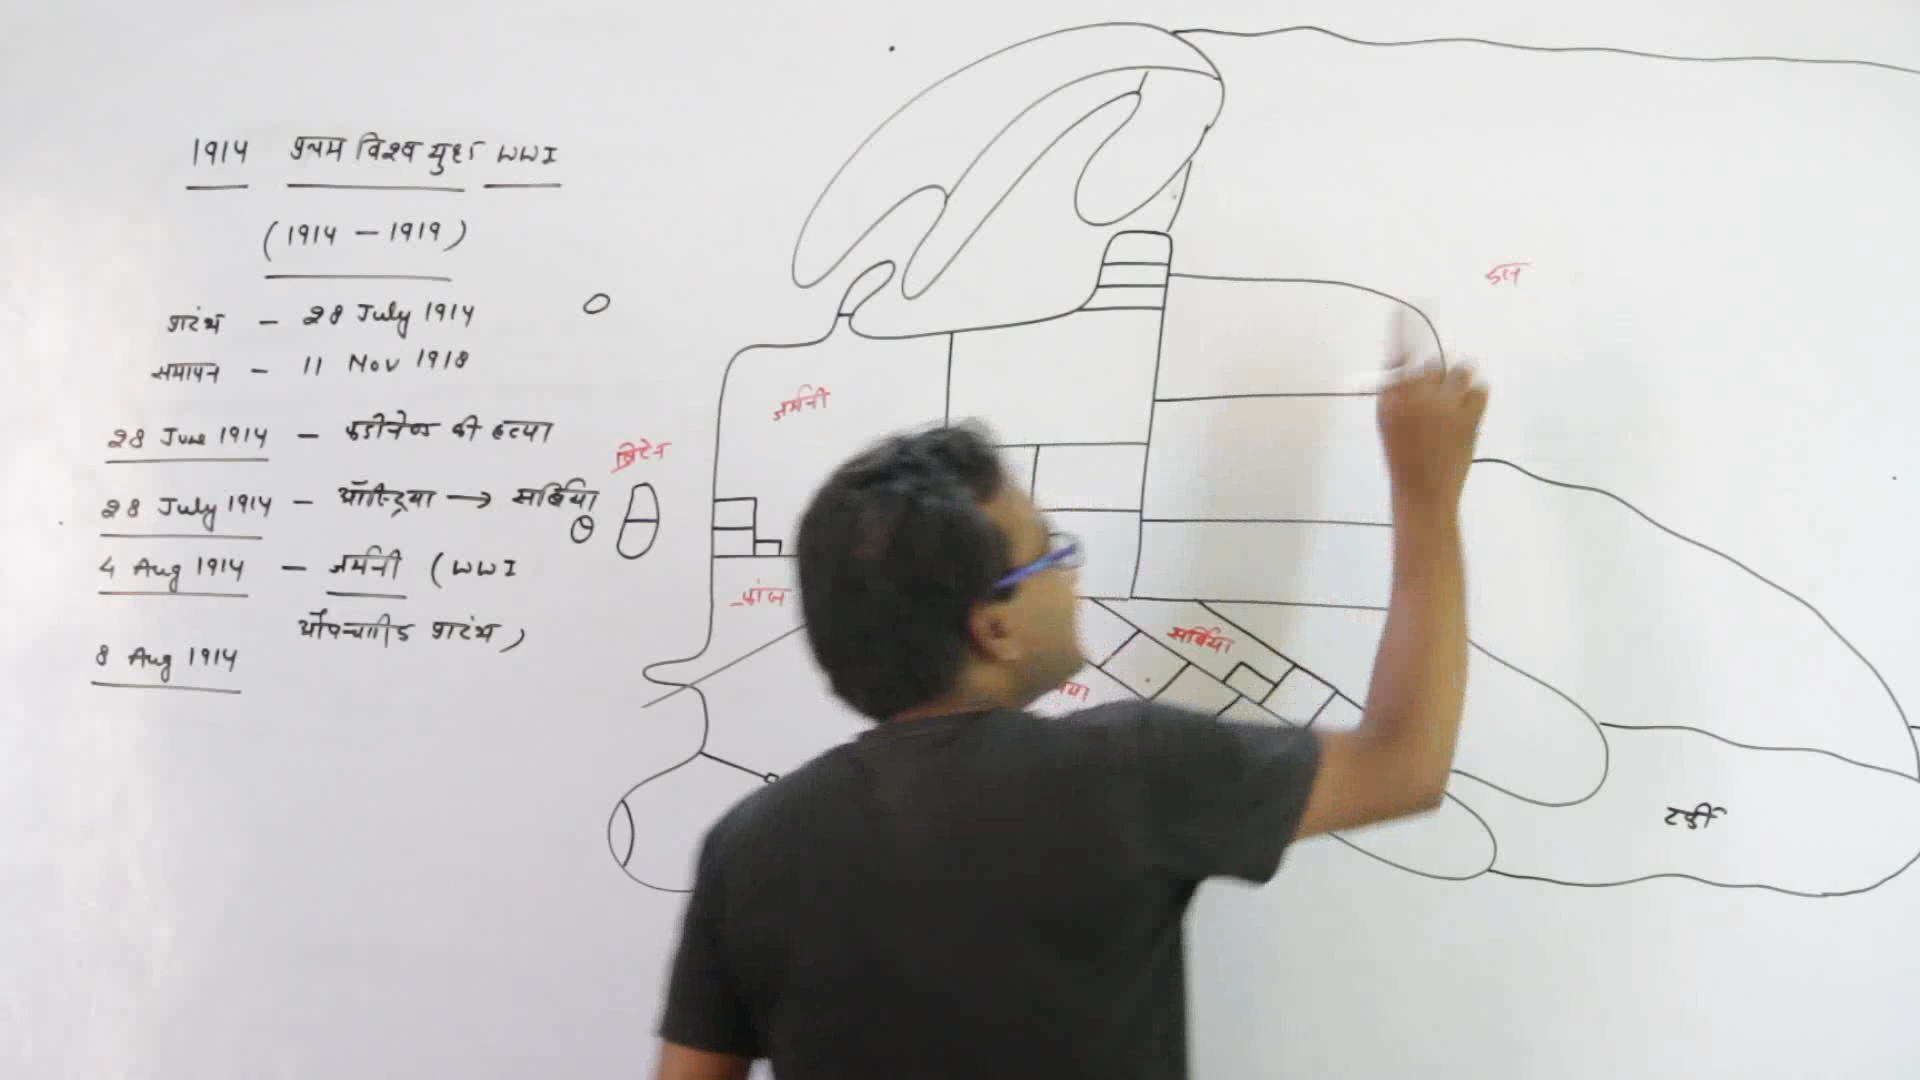 1914 प्रथम विश्व युद्ध WWI
(1914 – 1919)
प्रारंभ – 28 July 1914
समापन – 11 Nov 1918
28 June 1914 – फर्डीनेण्ड की हत्या
28 July 1914 – ऑस्ट्रिया → सर्बिया
4 Aug 1914 – जर्मनी (WWI
औपचारिक प्रारंभ)
8 Aug 1914
ब्रिटेन
जर्मनी
फ्रांस
रूस
सर्बिया
टर्की